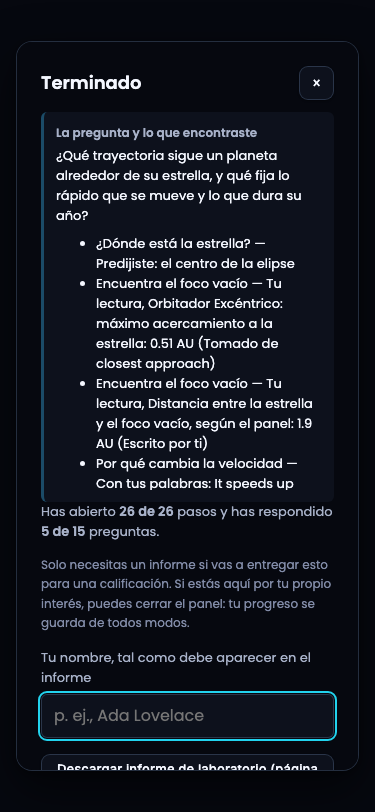 Terminado
×
La pregunta y lo que encontraste
¿Qué trayectoria sigue un planeta
alrededor de su estrella, y qué fija lo
rápido que se mueve y lo que dura su
año?
• ¿Dónde está la estrella? —
Predijiste: el centro de la elipse
• Encuentra el foco vacío — Tu
lectura, Orbitador Excéntrico:
máximo acercamiento a la
estrella: 0.51 AU (Tomado de
closest approach)
• Encuentra el foco vacío — Tu
lectura, Distancia entre la estrella
y el foco vacío, según el panel: 1.9
AU (Escrito por ti)
• Por qué cambia la velocidad —
Con tus palabras: It speeds up
Has abierto 26 de 26 pasos y has respondido
5 de 15 preguntas.
Solo necesitas un informe si vas a entregar esto
para una calificación. Si estás aquí por tu propio
interés, puedes cerrar el panel: tu progreso se
guarda de todos modos.
Tu nombre, tal como debe aparecer en el
informe
p. ej., Ada Lovelace
Descargar informe de laboratorio (página